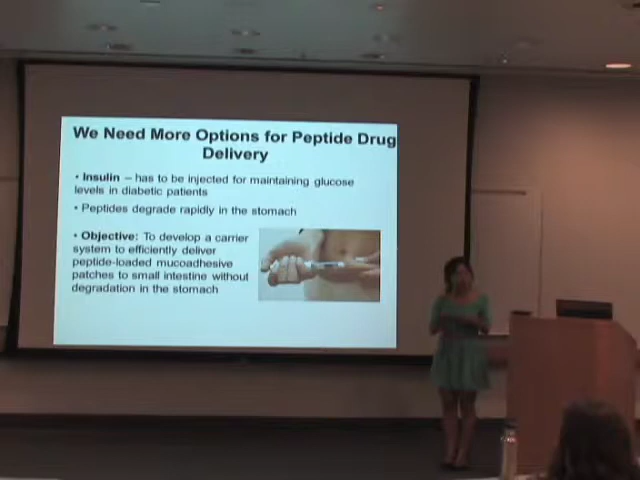 We Need More Options for Peptide Drug
Delivery
• Insulin – has to be injected for maintaining glucose
levels in diabetic patients
• Peptides degrade rapidly in the stomach
• Objective: To develop a carrier
system to efficiently deliver
peptide-loaded mucoadhesive
patches to small intestine without
degradation in the stomach